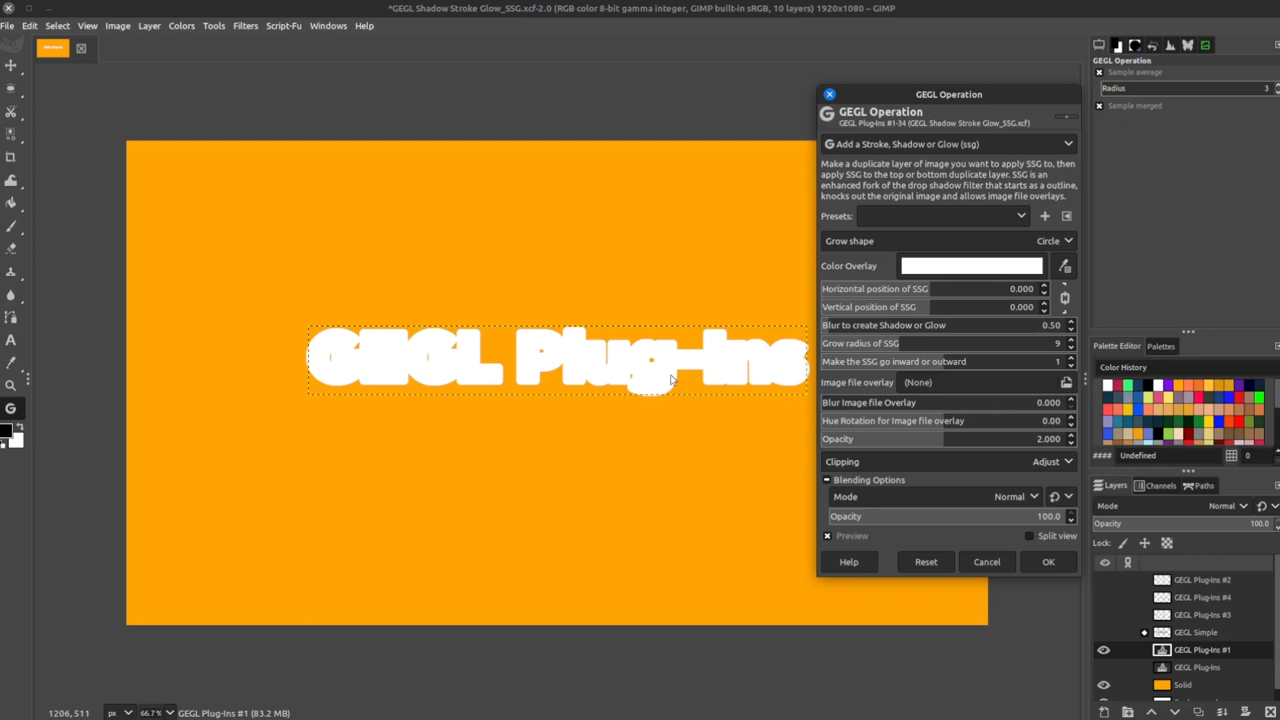 *GEGL Shadow Stroke Glow_SSG.xcf-2.0 (RGB color 8-bit gamma integer, GIMP built-in sRGB, 10 layers) 1920x1080 – GIMP
File Edit Select View Image Layer Colors Tools Filters Script-Fu Windows Help
GEGL Plug-Ins
GEGL Operation
GEGL Operation
GEGL Plug-Ins #1-34 (GEGL Shadow Stroke Glow_SSG.xcf)
Add a Stroke, Shadow or Glow (ssg)
Make a duplicate layer of image you want to apply SSG to, then
apply SSG to the top or bottom duplicate layer. SSG is an
enhanced fork of the drop shadow filter that starts as a outline,
knocks out the original image and allows image file overlays.
Presets:
Grow shape Circle
Color Overlay
Horizontal position of SSG 0.000
Vertical position of SSG 0.000
Blur to create Shadow or Glow 0.50
Grow radius of SSG 9
Make the SSG go inward or outward 1
Image file overlay (None)
Blur Image file Overlay 0.000
Hue Rotation for Image file overlay 0.00
Opacity 2.000
Clipping Adjust
Blending Options
Mode Normal
Opacity 100.0
Preview Split view
Help Reset Cancel OK
GEGL Operation
Sample average
Radius 3
Sample merged
Palette Editor Palettes
Color History
#### Undefined 0
Layers Channels Paths
Mode Normal
Opacity 100.0
Lock:
GEGL Plug-Ins #2
GEGL Plug-Ins #4
GEGL Plug-Ins #3
GEGL Simple
GEGL Plug-Ins #1
GEGL Plug-Ins
Solid
1206, 511 px 66.7% GEGL Plug-Ins #1 (83.2 MB)